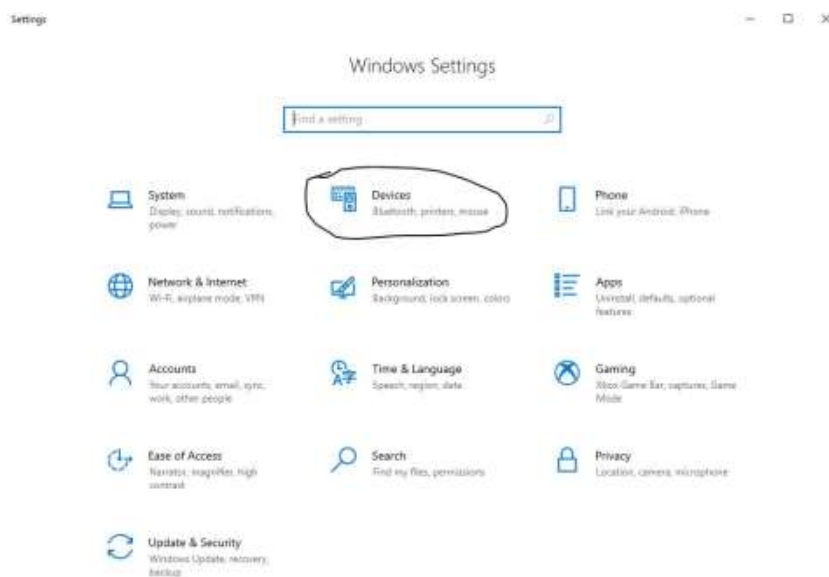 Settings
Windows Settings
Find a setting
System
Display, sound, notifications,
power
Devices
Bluetooth, printers, mouse
Phone
Link your Android, iPhone
Network & Internet
Wi-Fi, airplane mode, VPN
Personalization
Background, lock screen, colors
Apps
Uninstall, defaults, optional
features
Accounts
Your accounts, email, sync,
work, other people
Time & Language
Speech, region, date
Gaming
Xbox Game Bar, captures, Game
Mode
Ease of Access
Narrator, magnifier, high
contrast
Search
Find my files, permissions
Privacy
Location, camera, microphone
Update & Security
Windows Update, recovery,
backup